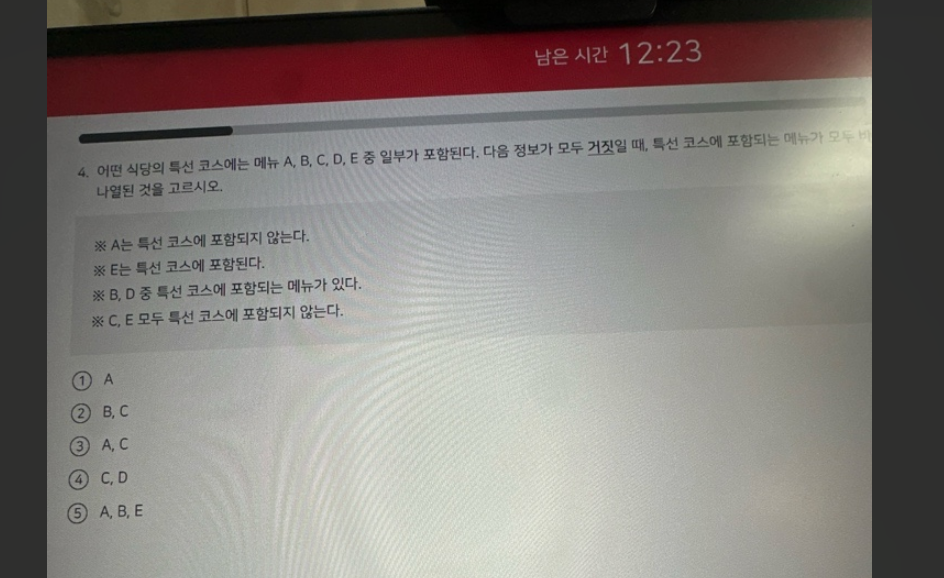 남은 시간 12:23
4. 어떤 식당의 특선 코스에는 메뉴 A, B, C, D, E 중 일부가 포함된다. 다음 정보가 모두 거짓일 때, 특선 코스에 포함되는 메뉴가 모두
나열된 것을 고르시오.
※ A는 특선 코스에 포함되지 않는다.
※ E는 특선 코스에 포함된다.
※ B, D 중 특선 코스에 포함되는 메뉴가 있다.
※ C, E 모두 특선 코스에 포함되지 않는다.
① A
② B, C
③ A, C
④ C, D
⑤ A, B, E